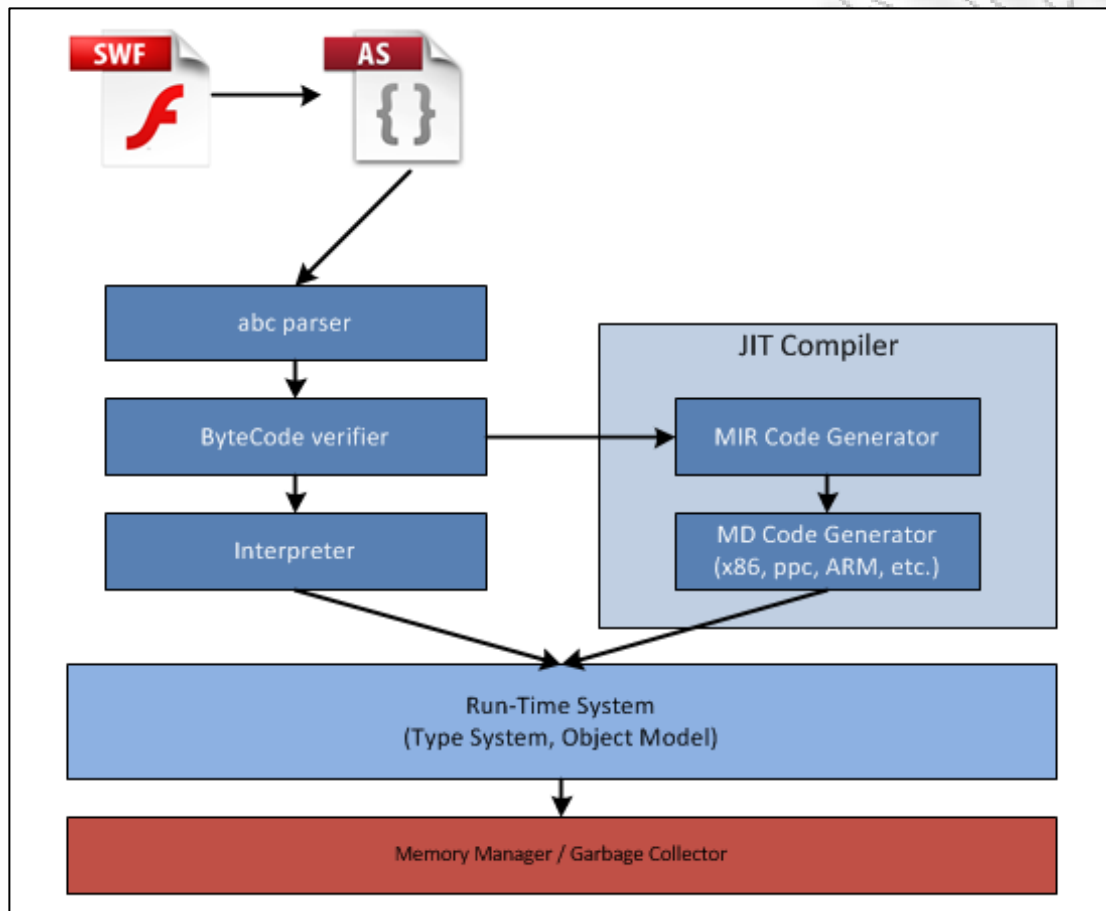 SWF
AS
{ }
abc parser
JIT Compiler
ByteCode verifier
MIR Code Generator
Interpreter
MD Code Generator
(x86, ppc, ARM, etc.)
Run-Time System
(Type System, Object Model)
Memory Manager / Garbage Collector